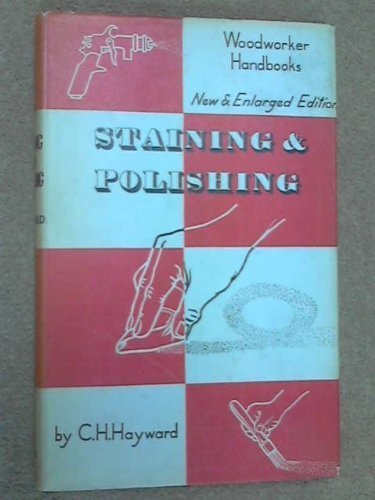 Woodworker
Handbooks
New & Enlarged Edition
STAINING &
POLISHING
by C.H.Hayward